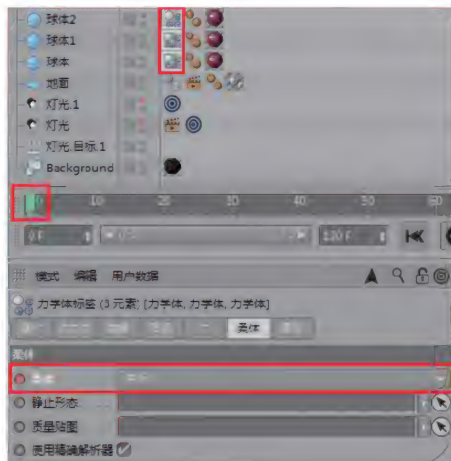 球体2
球体1
球体
地面
灯光.1
灯光
灯光.目标.1
Background
0 10 20 30 40 50 60
0 F 120 F
模式 编辑 用户数据
力学体标签 (3 元素) [力学体, 力学体, 力学体]
柔体
柔体
柔体
静止形态
质量贴图
使用精确解析器